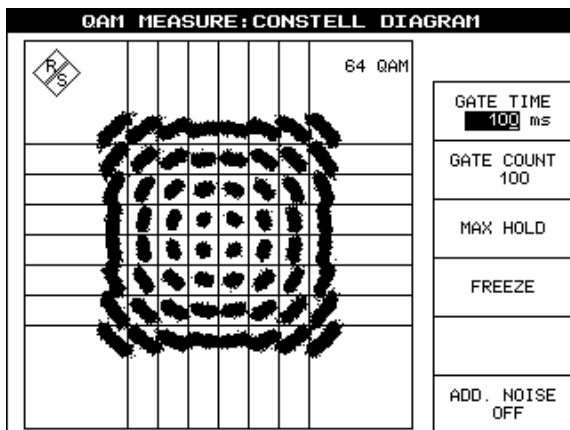 QAM MEASURE:CONSTELL DIAGRAM
R
S
64 QAM
GATE TIME
100 ms
GATE COUNT
100
MAX HOLD
FREEZE
ADD. NOISE
OFF